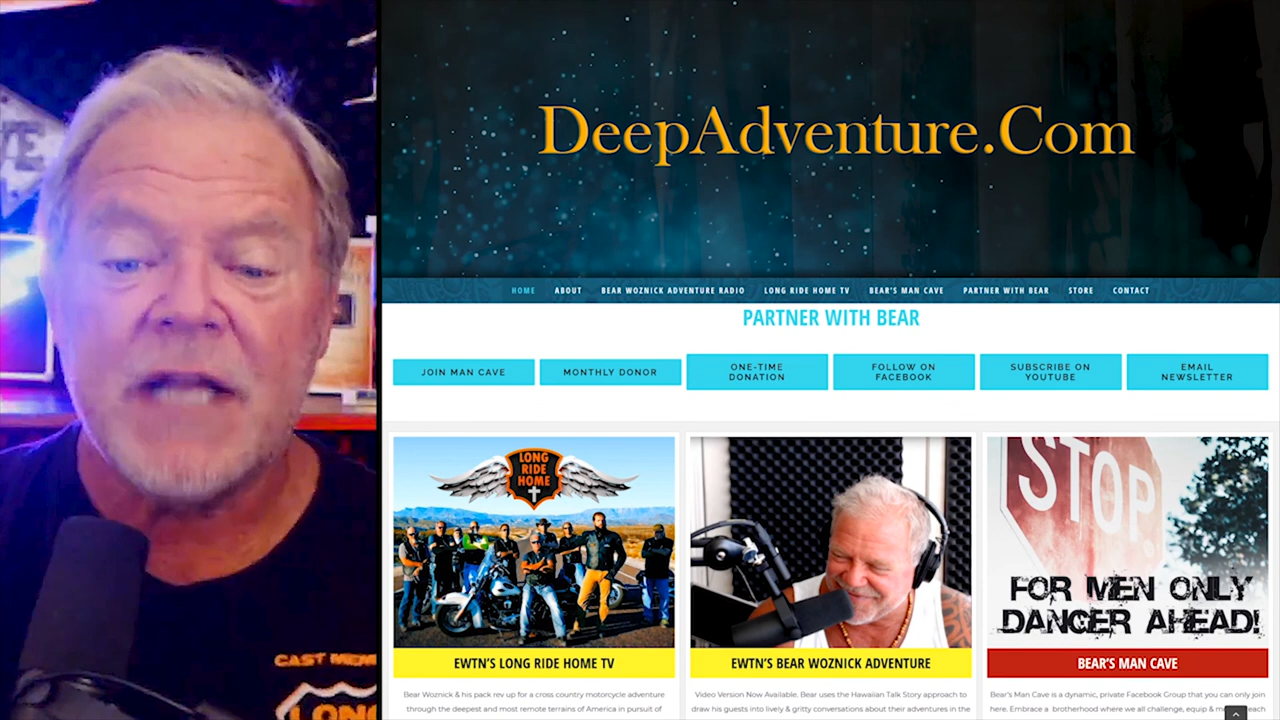 DeepAdventure.Com
HOME ABOUT BEAR WOZNICK ADVENTURE RADIO LONG RIDE HOME TV BEAR'S MAN CAVE PARTNER WITH BEAR STORE CONTACT
PARTNER WITH BEAR
JOIN MAN CAVE
MONTHLY DONOR
ONE-TIME
DONATION
FOLLOW ON
FACEBOOK
SUBSCRIBE ON
YOUTUBE
EMAIL
NEWSLETTER
LONG
RIDE
HOME
EWTN'S LONG RIDE HOME TV
Bear Woznick & his pack rev up for a cross country motorcycle adventure
through the deepest and most remote terrains of America in pursuit of
EWTN'S BEAR WOZNICK ADVENTURE
Video Version Now Available. Bear uses the Hawaiian Talk Story approach to
draw his guests into lively & gritty conversations about their adventures in the
STOP
FOR MEN ONLY
DANGER AHEAD!
BEAR'S MAN CAVE
Bear's Man Cave is a dynamic, private Facebook Group that you can only join
here. Embrace a brotherhood where we all challenge, equip & each
CAST
LONG